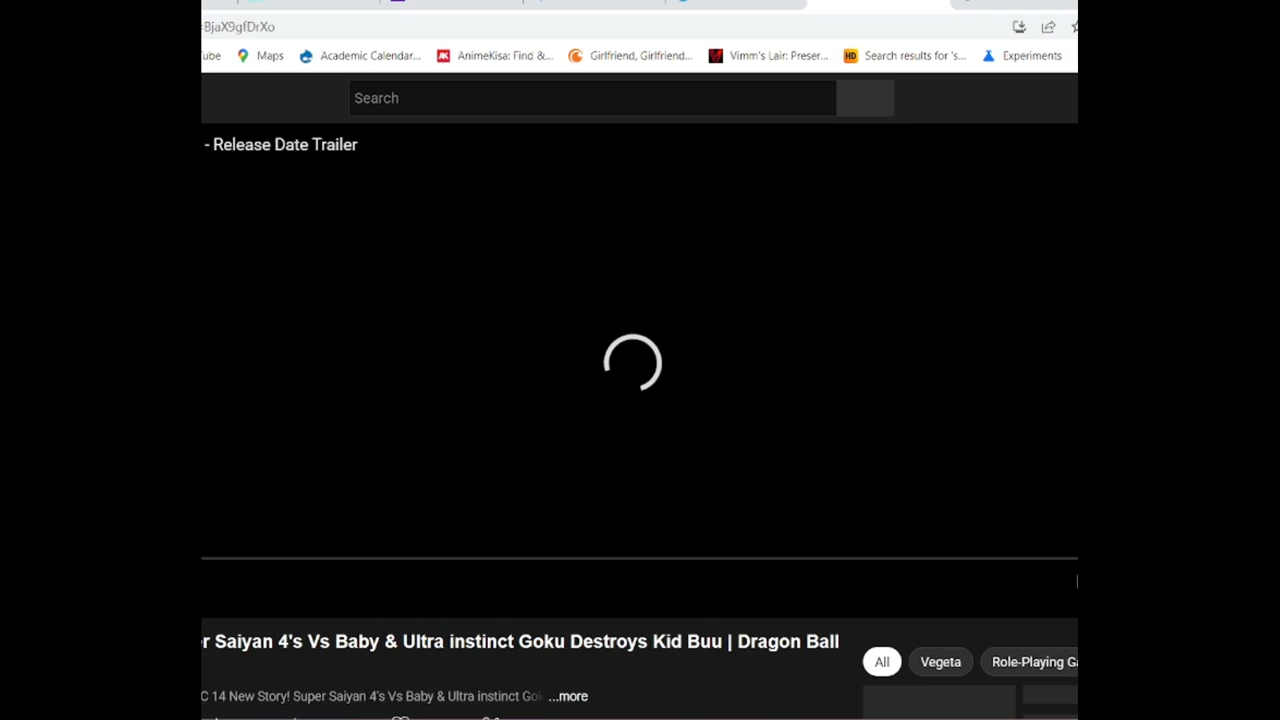 =BjaX9gfDrXo
ube Maps Academic Calendar... AnimeKisa: Find &... Girlfriend, Girlfriend... Vimm's Lair: Preser... Search results for 's... Experiments
Search
- Release Date Trailer
r Saiyan 4's Vs Baby & Ultra instinct Goku Destroys Kid Buu | Dragon Ball
All Vegeta Role-Playing Ga
C 14 New Story! Super Saiyan 4's Vs Baby & Ultra instinct Go ...more